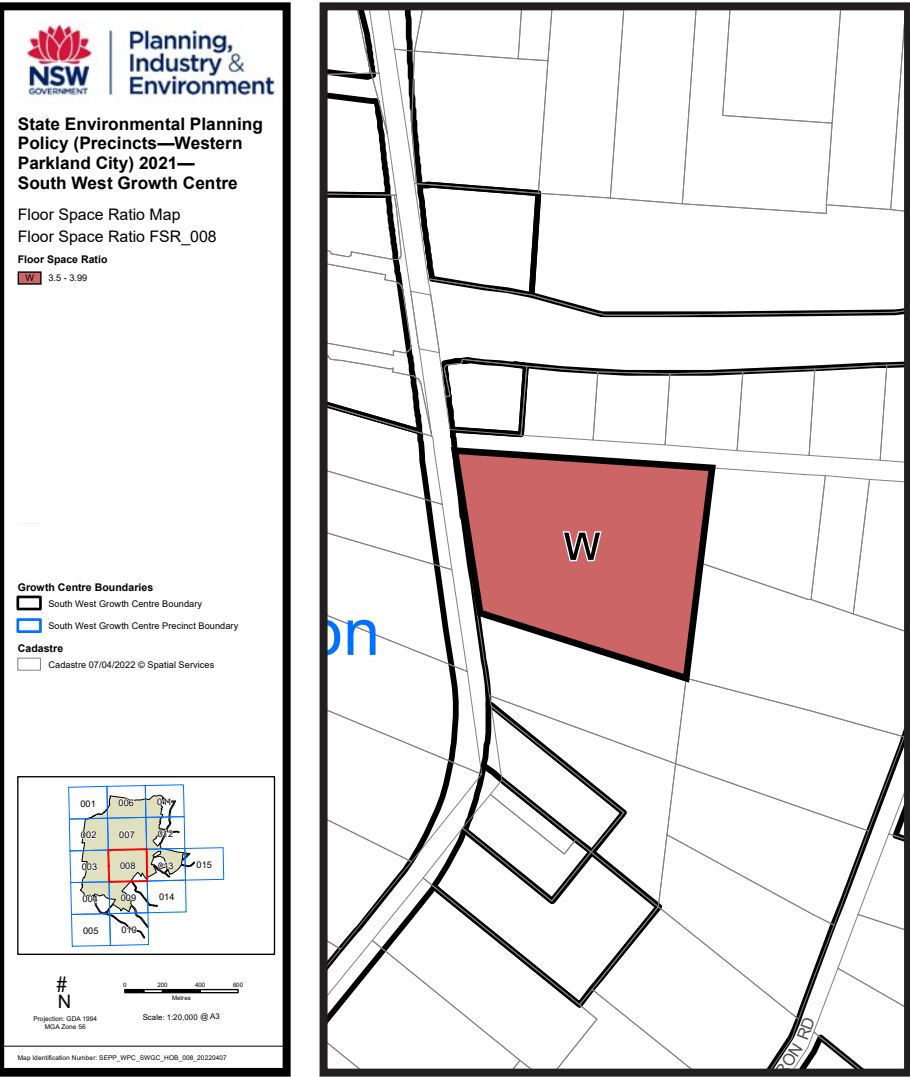 NSW
GOVERNMENT
Planning,
Industry &
Environment
State Environmental Planning
Policy (Precincts—Western
Parkland City) 2021—
South West Growth Centre
Floor Space Ratio Map
Floor Space Ratio FSR_008
Floor Space Ratio
W 3.5 - 3.99
Growth Centre Boundaries
South West Growth Centre Boundary
South West Growth Centre Precinct Boundary
Cadastre
Cadastre 07/04/2022 © Spatial Services
001 006 011
002 007 012
003 008 013 015
004 009 014
005 010
#
N
Projection: GDA 1994
MGA Zone 56
0 200 400 600
Metres
Scale: 1:20,000 @ A3
Map Identification Number: SEPP_WPC_SWGC_HOB_008_20220407
W
on
RON RD